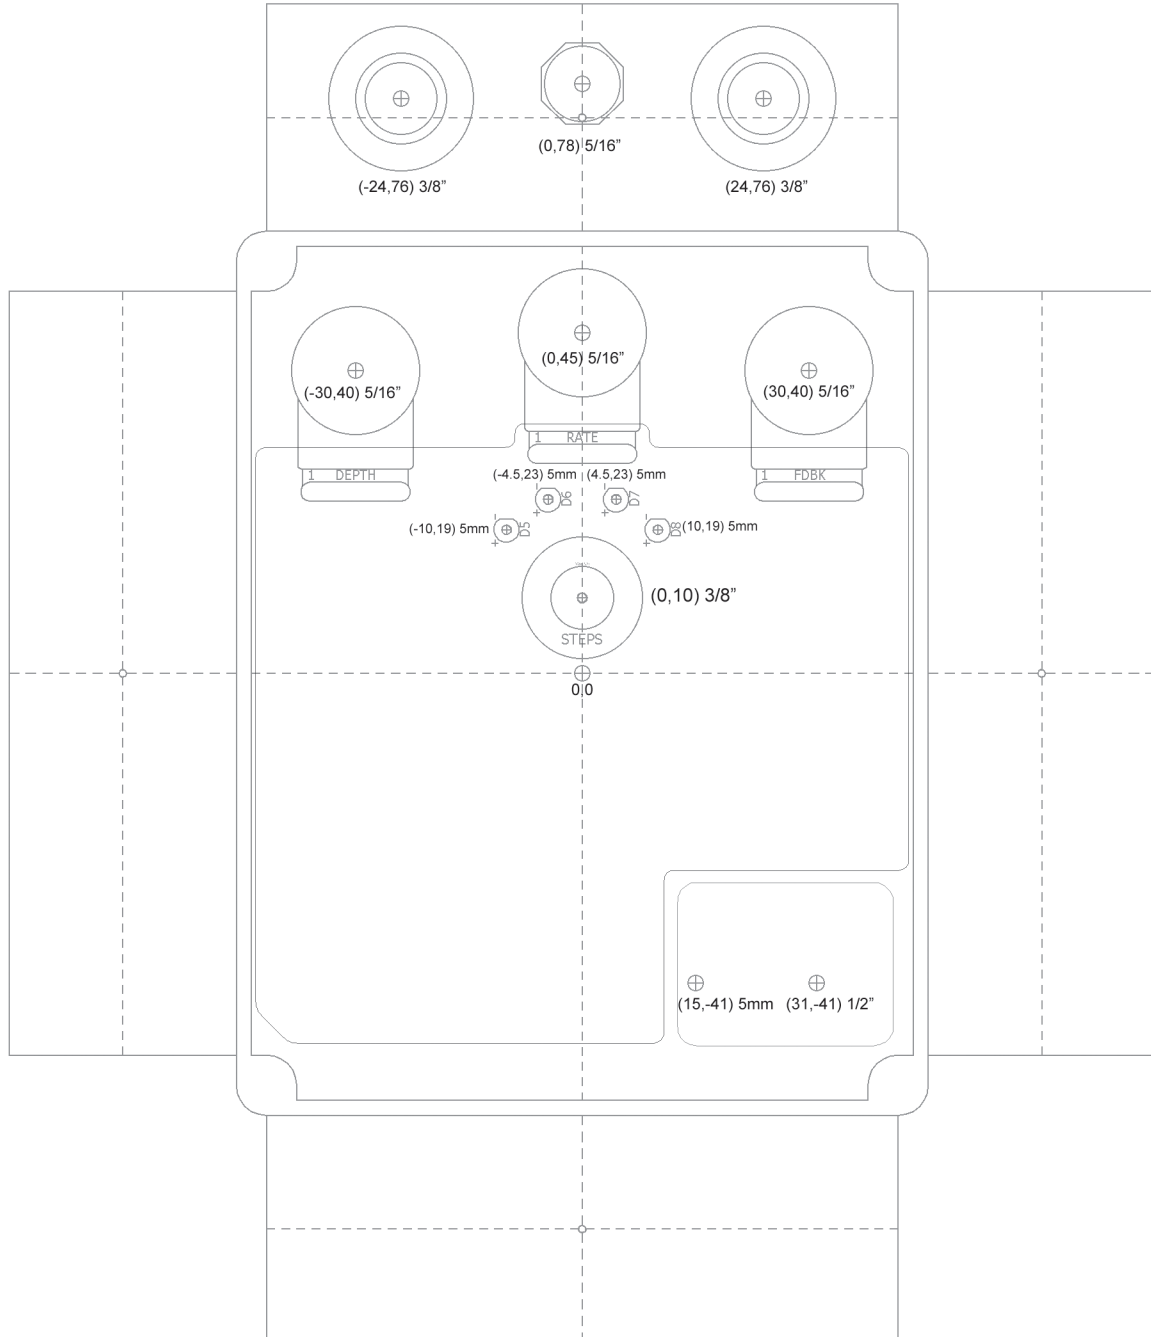 (0,78) 5/16”
(-24,76) 3/8”
(24,76) 3/8”
(0,45) 5/16”
(-30,40) 5/16”
(30,40) 5/16”
1 RATE
1 DEPTH
1 FDBK
(-4.5,23) 5mm
(4.5,23) 5mm
- D6 +
- D7 +
(-10,19) 5mm
- D5 +
- D8 +
(10,19) 5mm
(0,10) 3/8”
STEPS
0,0
(15,-41) 5mm
(31,-41) 1/2”